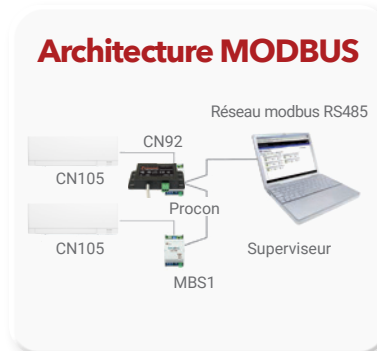 Architecture MODBUS
Réseau modbus RS485
CN92
CN105
Procon
CN105
Superviseur
MBS1